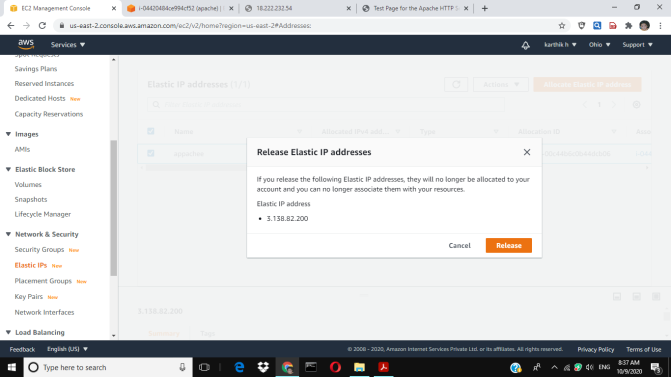 EC2 Management Console
i-04420484ce994cf52 (apache) |
18.222.232.54
Test Page for the Apache HTTP S
us-east-2.console.aws.amazon.com/ec2/v2/home?region=us-east-2#Addresses:
aws
Services
karthik h
Ohio
Support
Spot Requests
Savings Plans
Reserved Instances
Dedicated Hosts New
Capacity Reservations
Images
AMIs
Elastic Block Store
Volumes
Snapshots
Lifecycle Manager
Network & Security
Security Groups New
Elastic IPs New
Placement Groups New
Key Pairs New
Network Interfaces
Load Balancing
Elastic IP addresses (1/1)
Actions
Allocate Elastic IP address
Name
Allocated IPv4 add...
Type
Allocation ID
Release Elastic IP addresses
If you release the following Elastic IP addresses, they will no longer be allocated to your
account and you can no longer associate them with your resources.
Elastic IP address
3.138.82.200
Cancel
Release
3.138.82.200
Summary
Tags
Feedback
English (US)
© 2008 - 2020, Amazon Internet Services Private Ltd. or its affiliates. All rights reserved.
Privacy Policy
Terms of Use
Type here to search
ENG
8:37 AM
10/9/2020